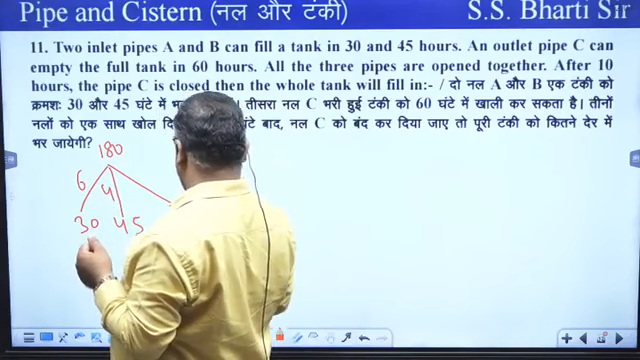 Pipe and Cistern (नल और टंकी)
S.S. Bharti Sir
11. Two inlet pipes A and B can fill a tank in 30 and 45 hours. An outlet pipe C can
empty the full tank in 60 hours. All the three pipes are opened together. After 10
hours, the pipe C is closed then the whole tank will fill in:- / दो नल A और B एक टंकी को
क्रमशः 30 और 45 घंटे में तीसरा नल C भरी हुई टंकी को 60 घंटे में खाली कर सकता है। तीनों
नलों को एक साथ खोल बाद, नल C को बंद कर दिया जाए तो पूरी टंकी को कितने देर में
भर जायेगी?
180
6 4
30 45